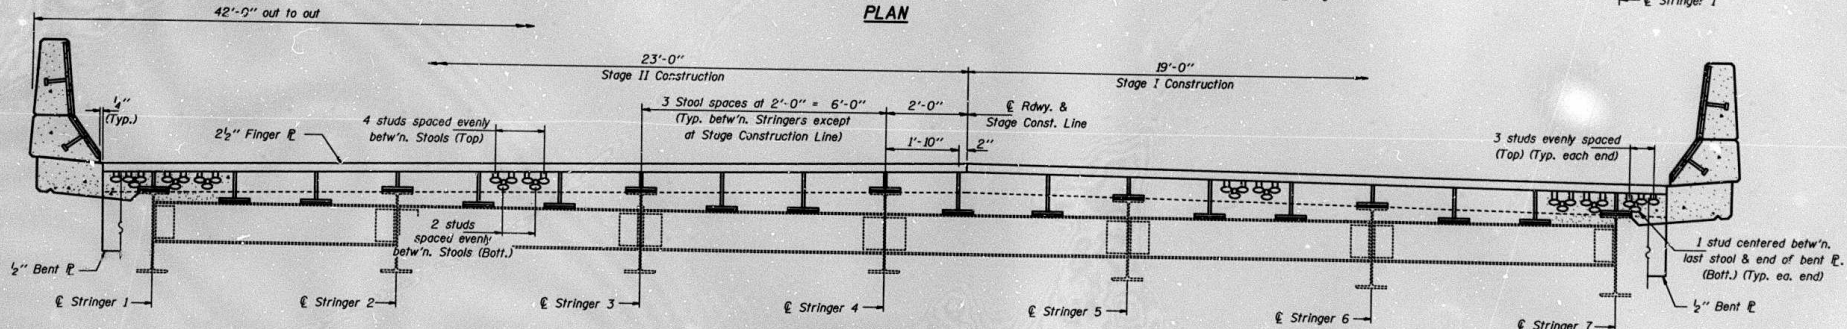 PLAN
℄ Stringer 1
42'-0" out to out
23'-0"
Stage II Construction
19'-0"
Stage I Construction
¼"
(Typ.)
2½" Finger ℙ
4 studs spaced evenly
betw'n. Stools (Top)
3 Stool spaces at 2'-0" = 6'-0"
(Typ. betw'n. Stringers except
at Stage Construction Line)
2'-0"
℄ Rdwy. &
Stage Const. Line
1'-10"
2"
3 studs evenly spaced
(Top) (Typ. each end)
2 studs
spaced evenly
betw'n. Stools (Bott.)
½" Bent ℙ
1 stud centered betw'n.
last stool & end of bent ℙ.
(Bott.) (Typ. ea. end)
½" Bent ℙ
℄ Stringer 1
℄ Stringer 2
℄ Stringer 3
℄ Stringer 4
℄ Stringer 5
℄ Stringer 6
℄ Stringer 7